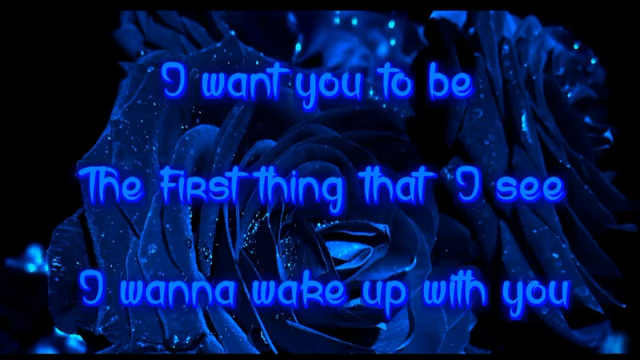 I want you to be
The first thing that I see
I wanna wake up with you